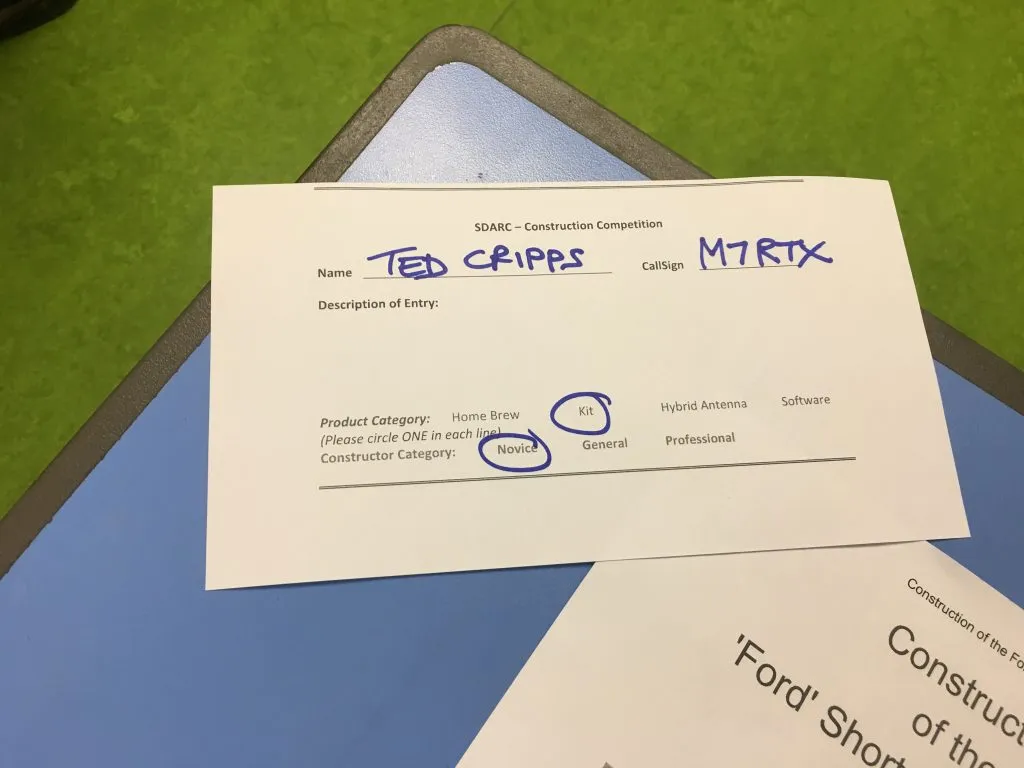 SDARC – Construction Competition
Name TED CRIPPS CallSign M7RTX
Description of Entry:
Product Category: Home Brew Kit Hybrid Antenna Software
(Please circle ONE in each line)
Constructor Category: Novice General Professional
Construction of the
Construct
of the
'Ford' Short